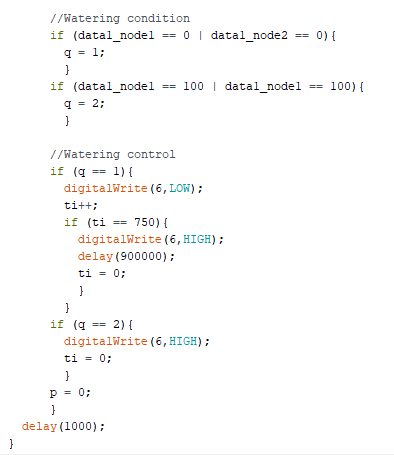 //Watering condition
if (data1_node1 == 0 | data1_node2 == 0){
q = 1;
}
if (data1_node1 == 100 | data1_node1 == 100){
q = 2;
}
//Watering control
if (q == 1){
digitalWrite(6,LOW);
ti++;
if (ti == 750){
digitalWrite(6,HIGH);
delay(900000);
ti = 0;
}
}
if (q == 2){
digitalWrite(6,HIGH);
ti = 0;
}
p = 0;
}
delay(1000);
}